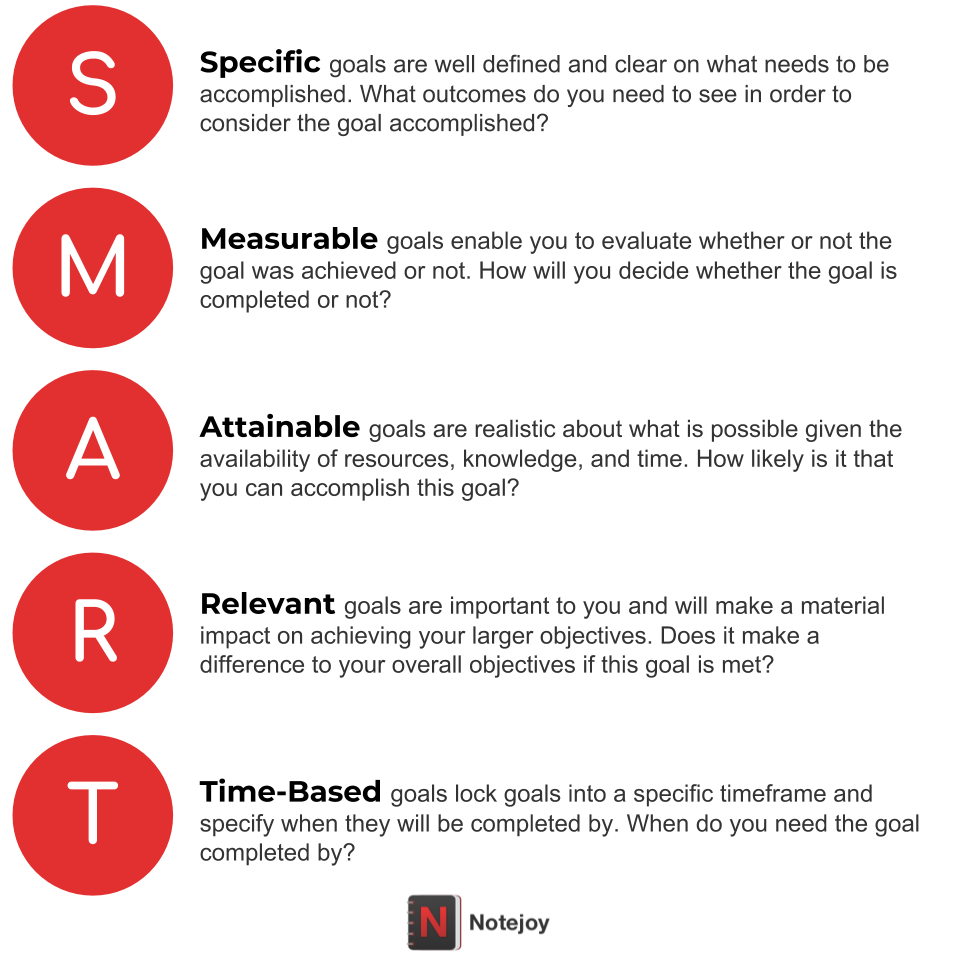 S
Specific goals are well defined and clear on what needs to be
accomplished. What outcomes do you need to see in order to
consider the goal accomplished?
M
Measurable goals enable you to evaluate whether or not the
goal was achieved or not. How will you decide whether the goal is
completed or not?
A
Attainable goals are realistic about what is possible given the
availability of resources, knowledge, and time. How likely is it that
you can accomplish this goal?
R
Relevant goals are important to you and will make a material
impact on achieving your larger objectives. Does it make a
difference to your overall objectives if this goal is met?
T
Time-Based goals lock goals into a specific timeframe and
specify when they will be completed by. When do you need the goal
completed by?
N Notejoy